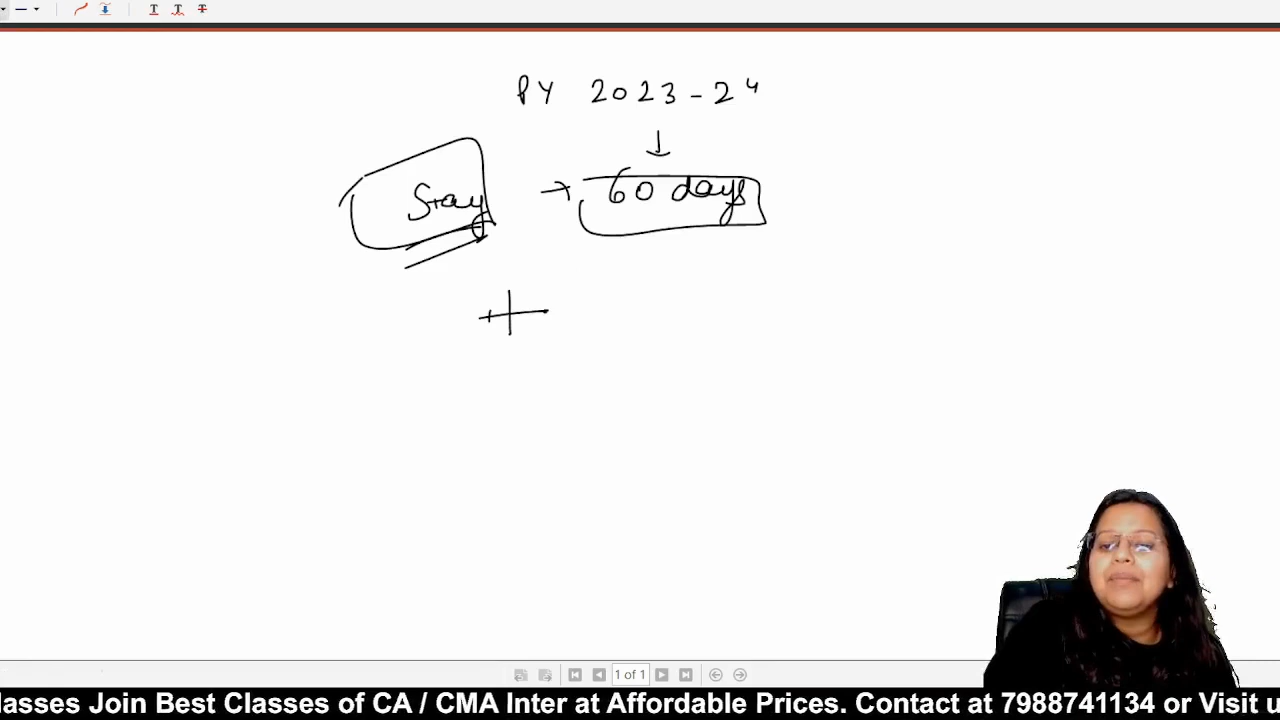 PY 2023-24
Stay → 60 days
+
1 of 1
lasses Join Best Classes of CA / CMA Inter at Affordable Prices. Contact at 7988741134 or Visit u